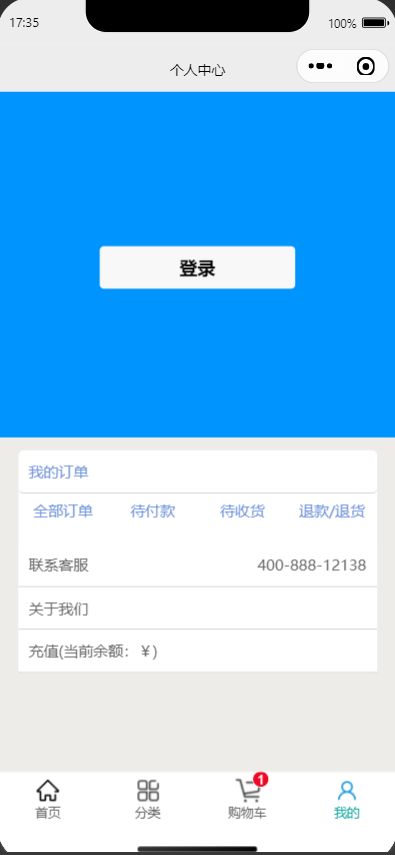 17:35 100%
个人中心
登录
我的订单
全部订单 待付款 待收货 退款/退货
联系客服 400-888-12138
关于我们
充值(当前余额：￥)
1
首页 分类 购物车 我的